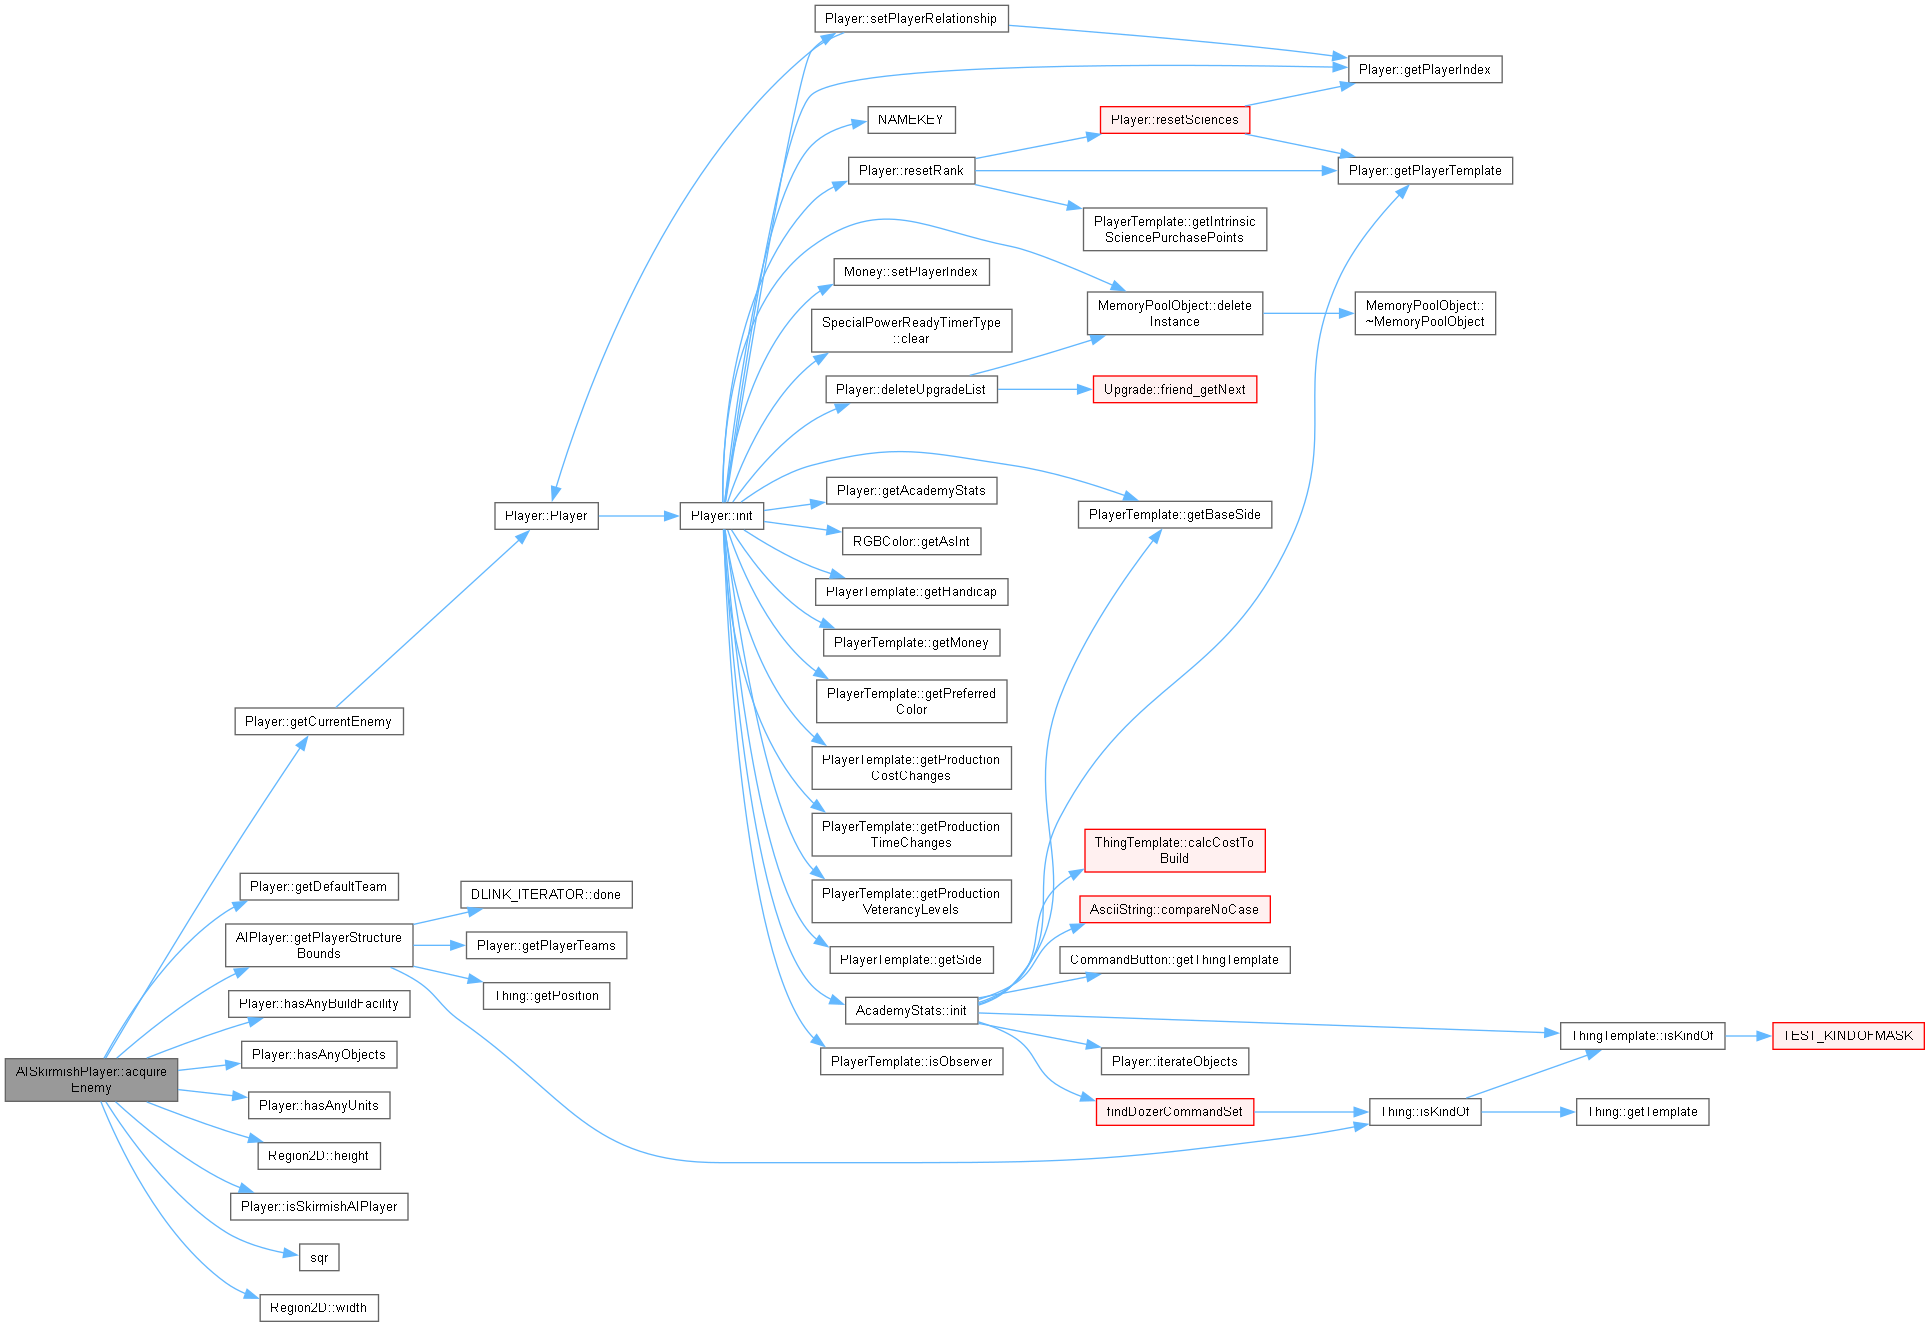 Player::setPlayerRelationship
Player::getPlayerIndex
NAMEKEY
Player::resetSciences
Player::resetRank
Player::getPlayerTemplate
PlayerTemplate::getIntrinsic
SciencePurchasePoints
Money::setPlayerIndex
MemoryPoolObject::delete
Instance
MemoryPoolObject::
~MemoryPoolObject
SpecialPowerReadyTimerType
::clear
Player::deleteUpgradeList
Upgrade::friend_getNext
Player::getAcademyStats
Player::Player
Player::init
PlayerTemplate::getBaseSide
RGBColor::getAsInt
PlayerTemplate::getHandicap
PlayerTemplate::getMoney
PlayerTemplate::getPreferred
Color
Player::getCurrentEnemy
PlayerTemplate::getProduction
CostChanges
PlayerTemplate::getProduction
TimeChanges
ThingTemplate::calcCostTo
Build
Player::getDefaultTeam
DLINK_ITERATOR::done
PlayerTemplate::getProduction
VeterancyLevels
AsciiString::compareNoCase
AIPlayer::getPlayerStructure
Bounds
Player::getPlayerTeams
PlayerTemplate::getSide
CommandButton::getThingTemplate
Thing::getPosition
Player::hasAnyBuildFacility
AcademyStats::init
ThingTemplate::isKindOf
TEST_KINDOFMASK
Player::hasAnyObjects
PlayerTemplate::isObserver
Player::iterateObjects
AISkirmishPlayer::acquire
Enemy
Player::hasAnyUnits
findDozerCommandSet
Thing::isKindOf
Thing::getTemplate
Region2D::height
Player::isSkirmishAIPlayer
sqr
Region2D::width